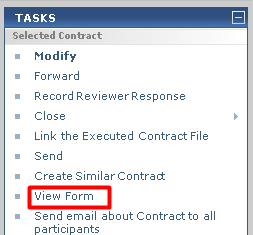 TASKS
Selected Contract
Modify
Forward
Record Reviewer Response
Close
Link the Executed Contract File
Send
Create Similar Contract
View Form
Send email about Contract to all
participants